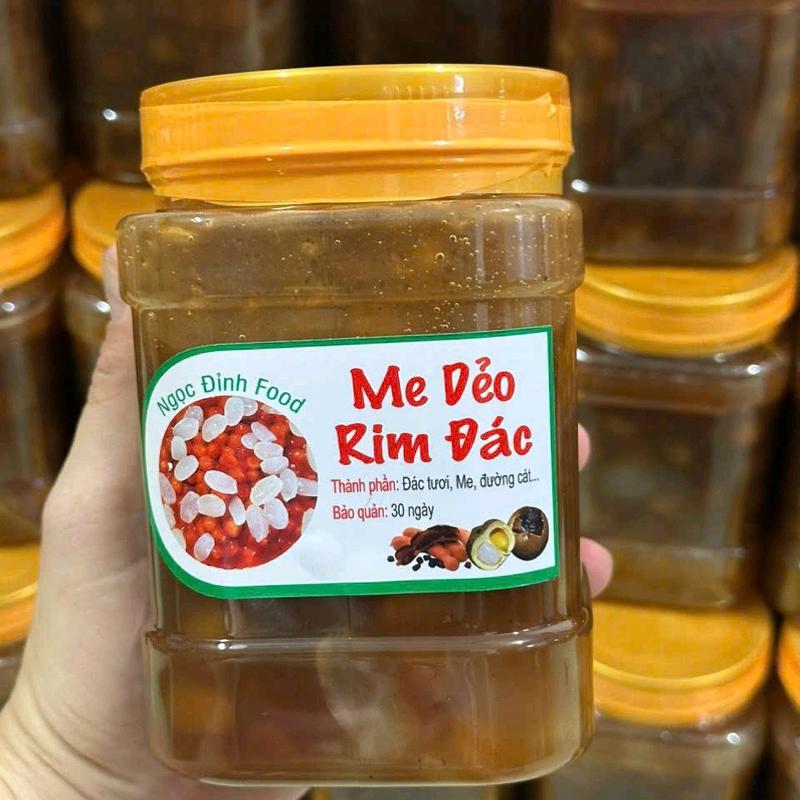 Ngọc Đỉnh Food
Me Dẻo
Rim Đác
Thành phần: Đác tươi, Me, đường cát...
Bảo quản: 30 ngày